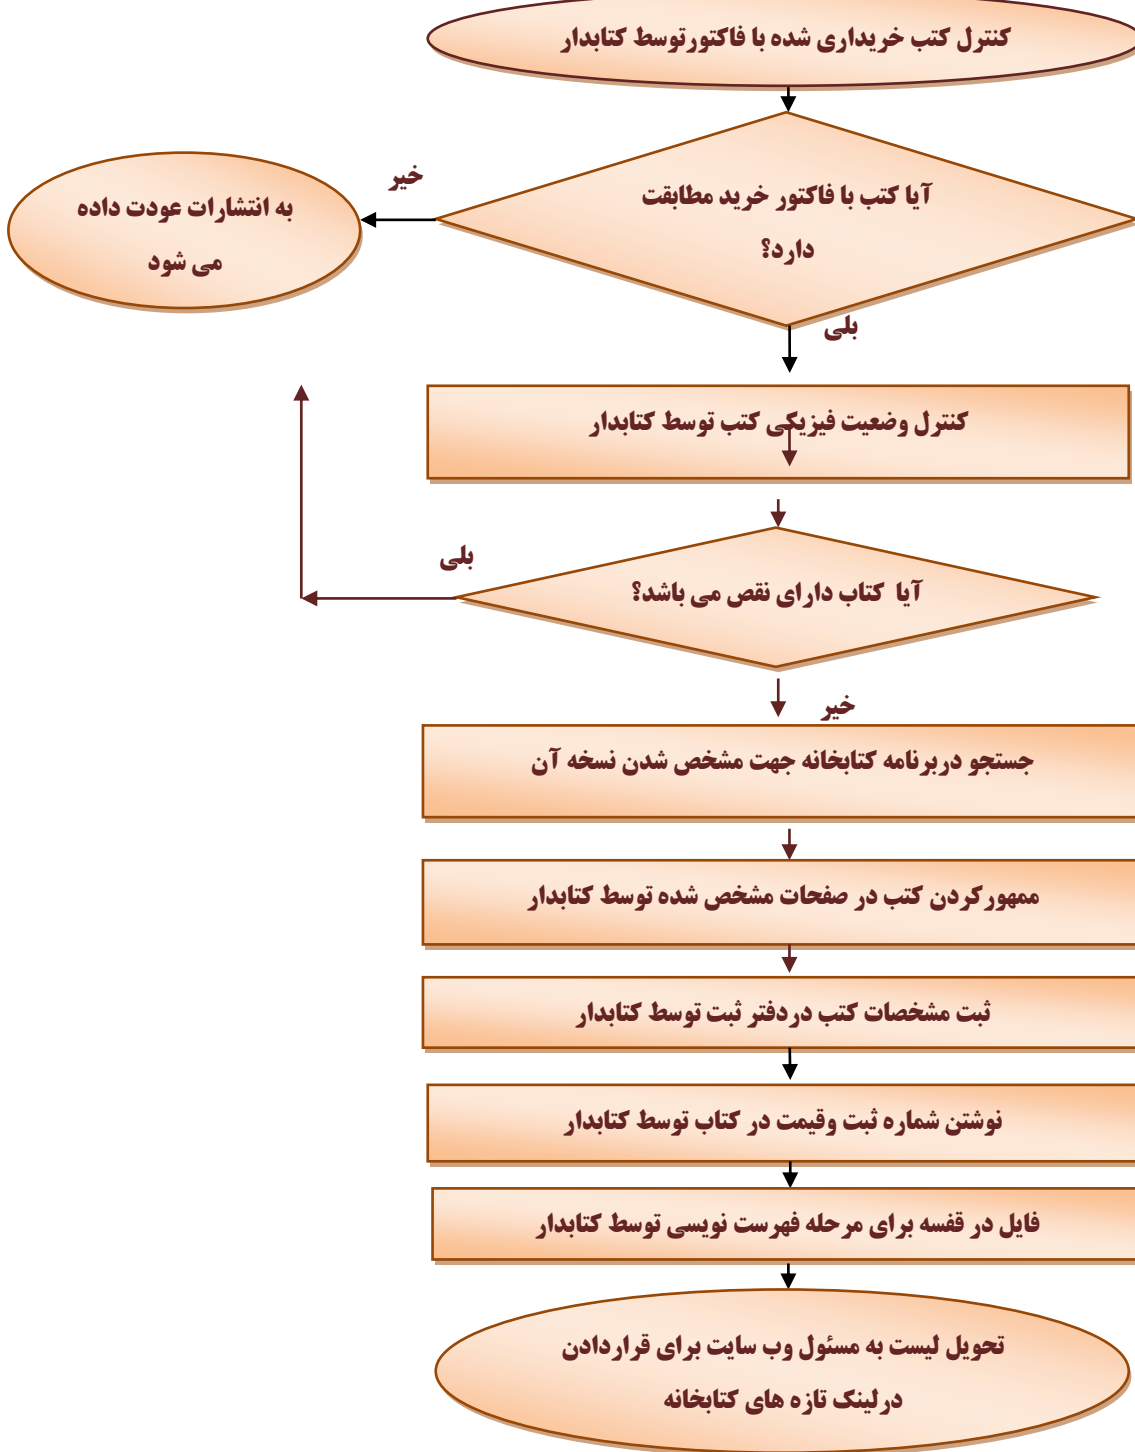 کنترل کتب خریداری شده با فاکتورتوسط کتابدار
خیر
آیا کتب با فاکتور خرید مطابقت
دارد؟
به انتشارات عودت داده
می شود
بلی
کنترل وضعیت فیزیکی کتب توسط کتابدار
بلی
آیا کتاب دارای نقص می باشد؟
خیر
جستجو دربرنامه کتابخانه جهت مشخص شدن نسخه آن
ممهورکردن کتب در صفحات مشخص شده توسط کتابدار
ثبت مشخصات کتب دردفتر ثبت توسط کتابدار
نوشتن شماره ثبت وقیمت در کتاب توسط کتابدار
فایل در قفسه برای مرحله فهرست نویسی توسط کتابدار
تحویل لیست به مسئول وب سایت برای قراردادن
درلینک تازه های کتابخانه